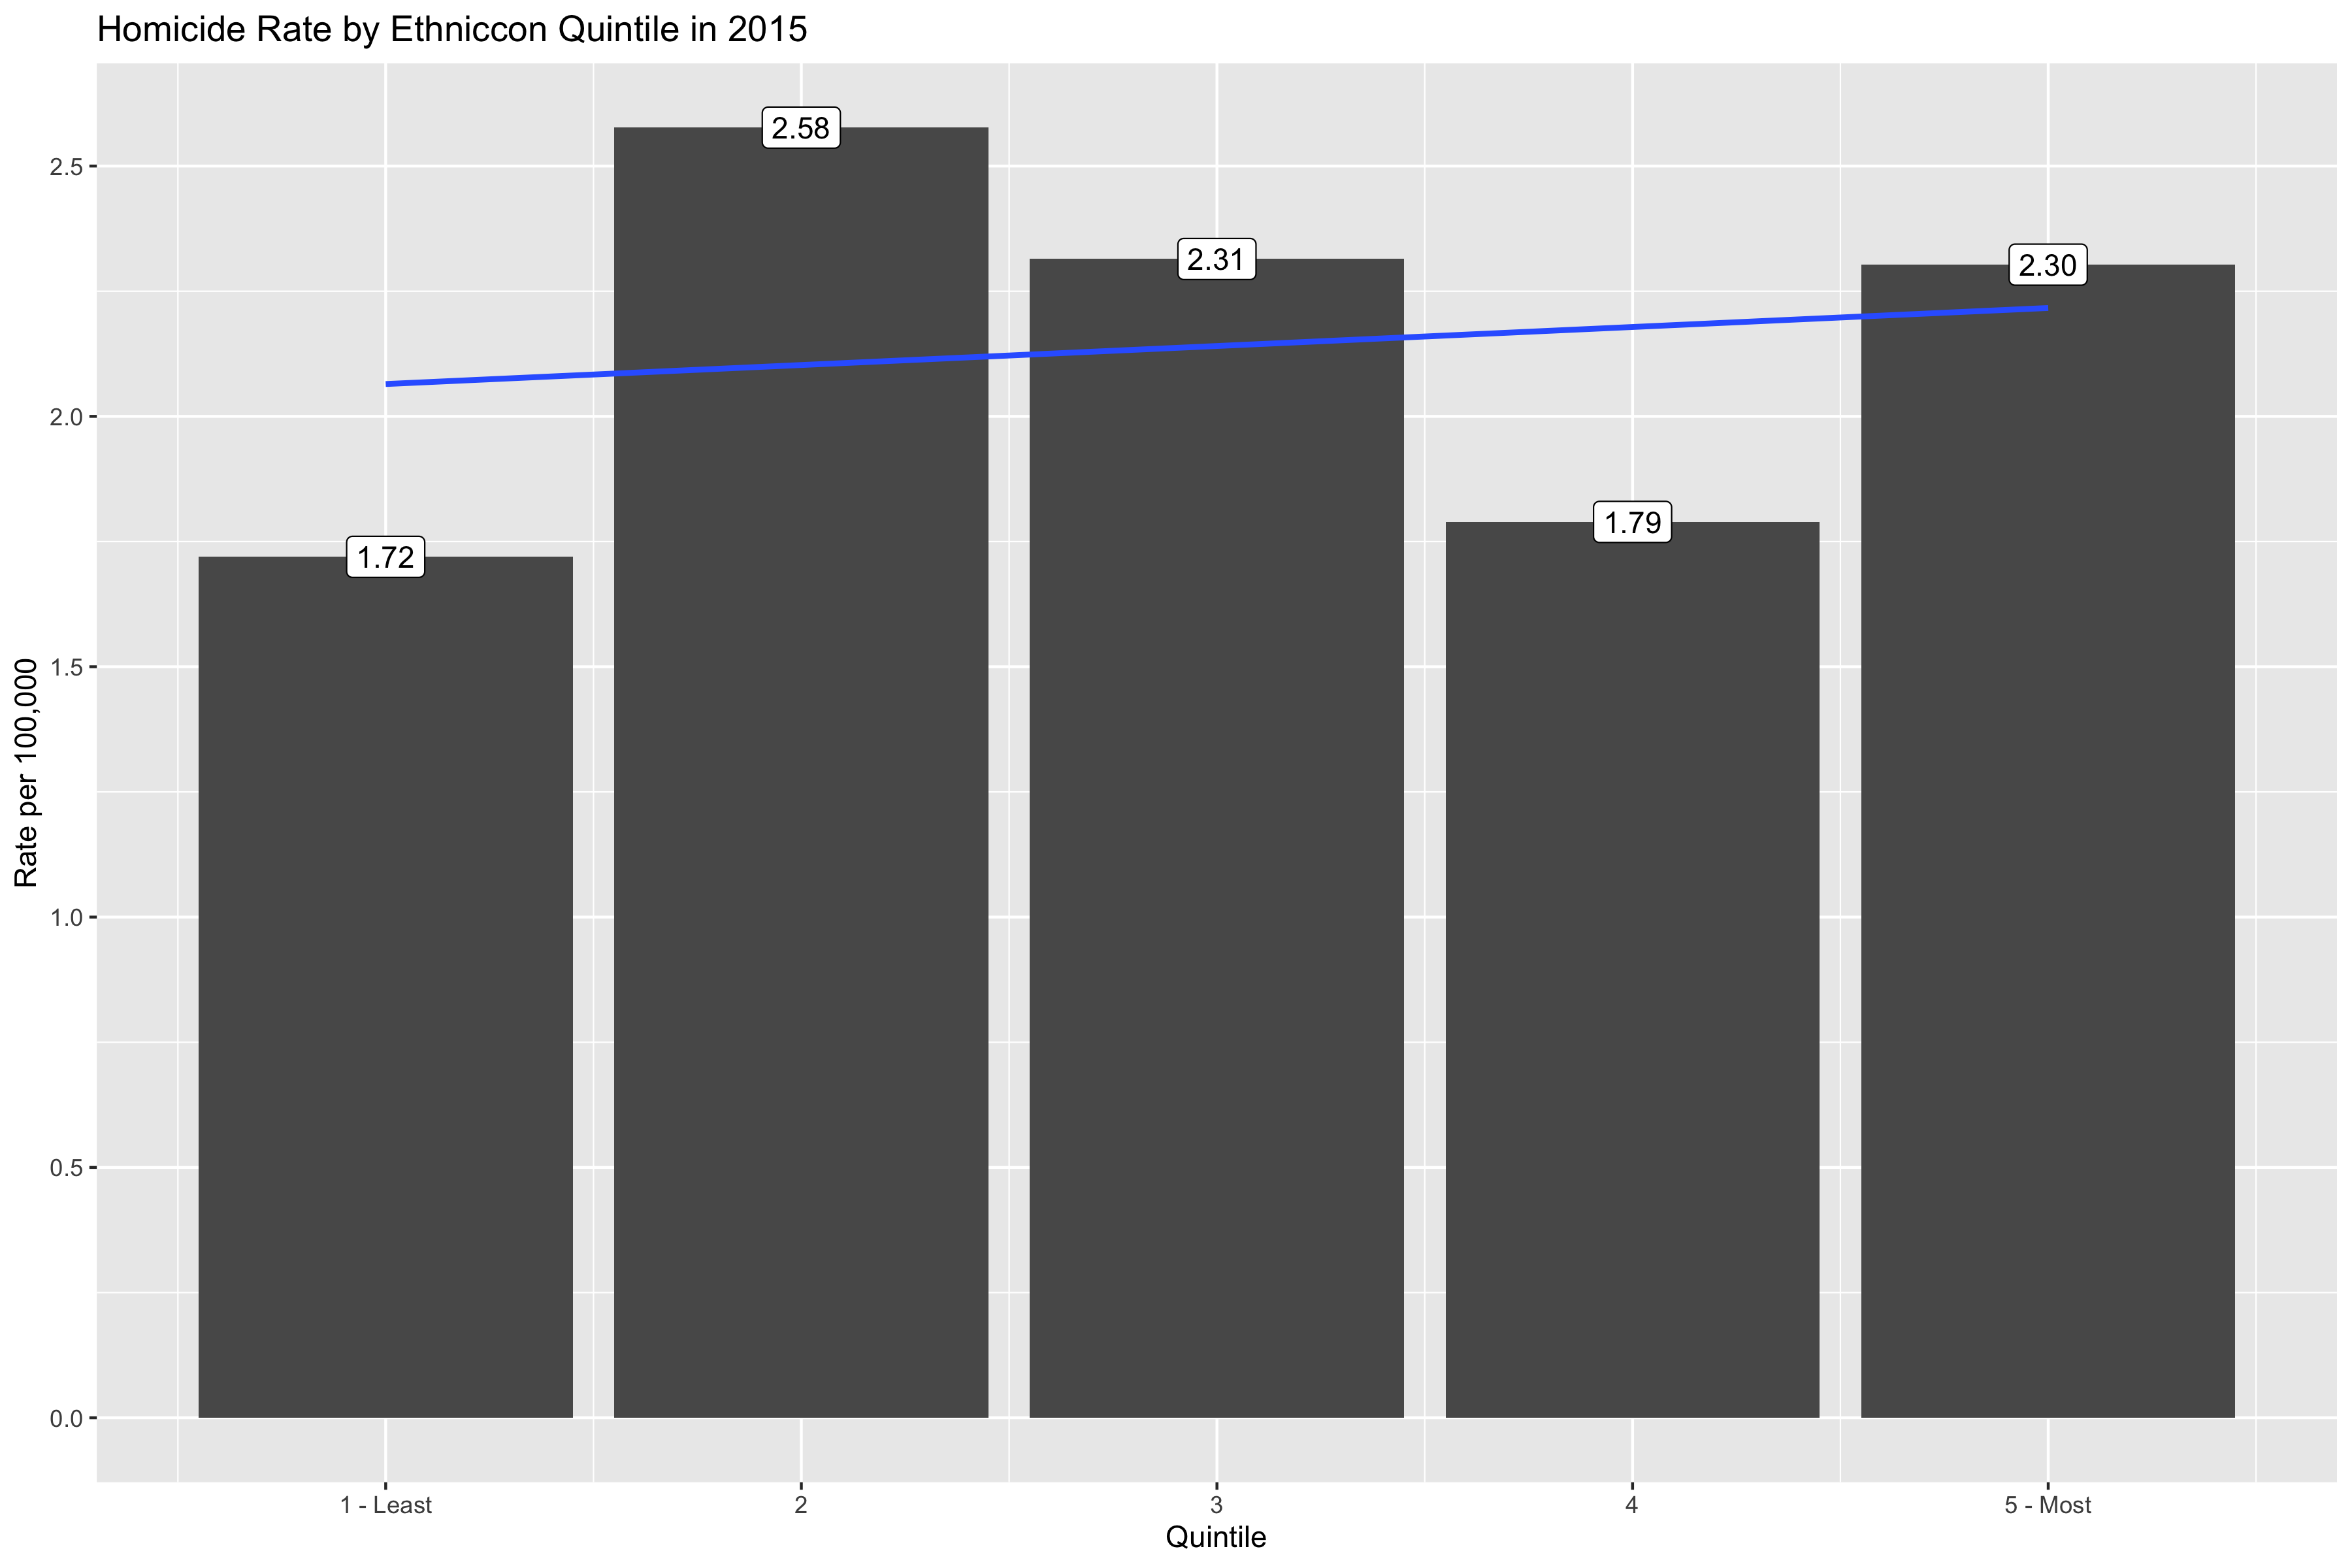 Homicide Rate by Ethniccon Quintile in 2015
Rate per 100,000
2.5
2.0
1.5
1.0
0.5
0.0
1.72
2.58
2.31
1.79
2.30
1 - Least
2
3
4
5 - Most
Quintile